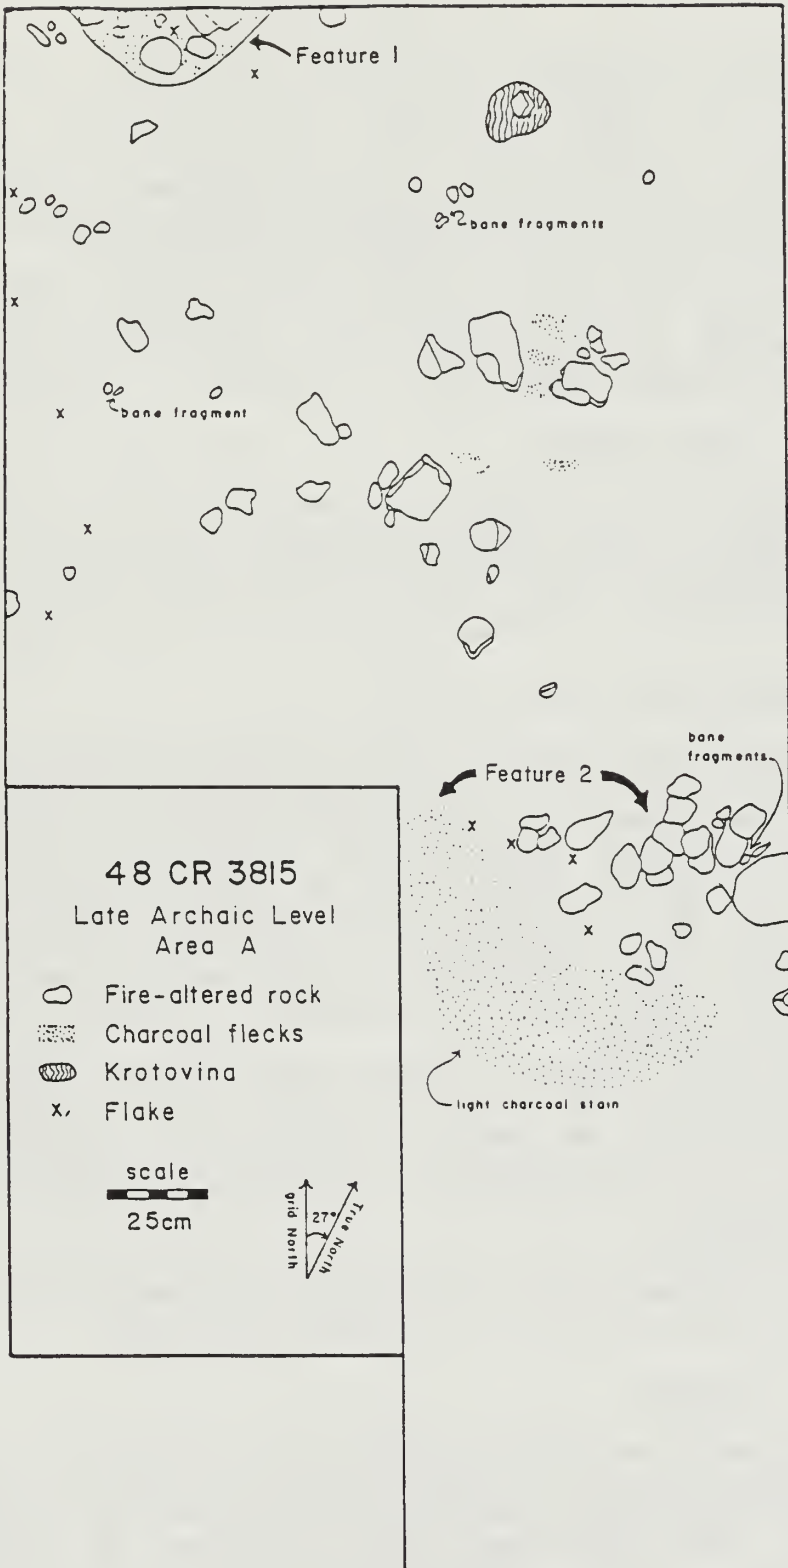 Feature 1
bone fragments
bone fragment
bone
fragments
Feature 2
48 CR 3815
Late Archaic Level
Area A
Fire-altered rock
Charcoal flecks
Krotovina
x, Flake
scale
25cm
grid North
27°
True North
light charcoal stain